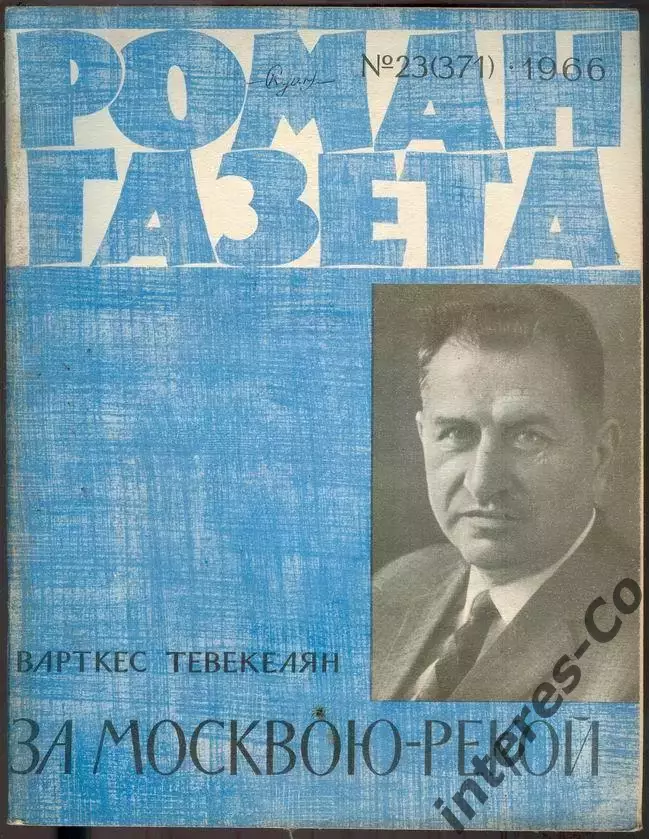 РОМАН
№23(371) · 1966
ГАЗЕТА
ВАРТКЕС ТЕВЕКЕЛЯН
ЗА МОСКВОЮ-РЕКОЙ
interes-Co